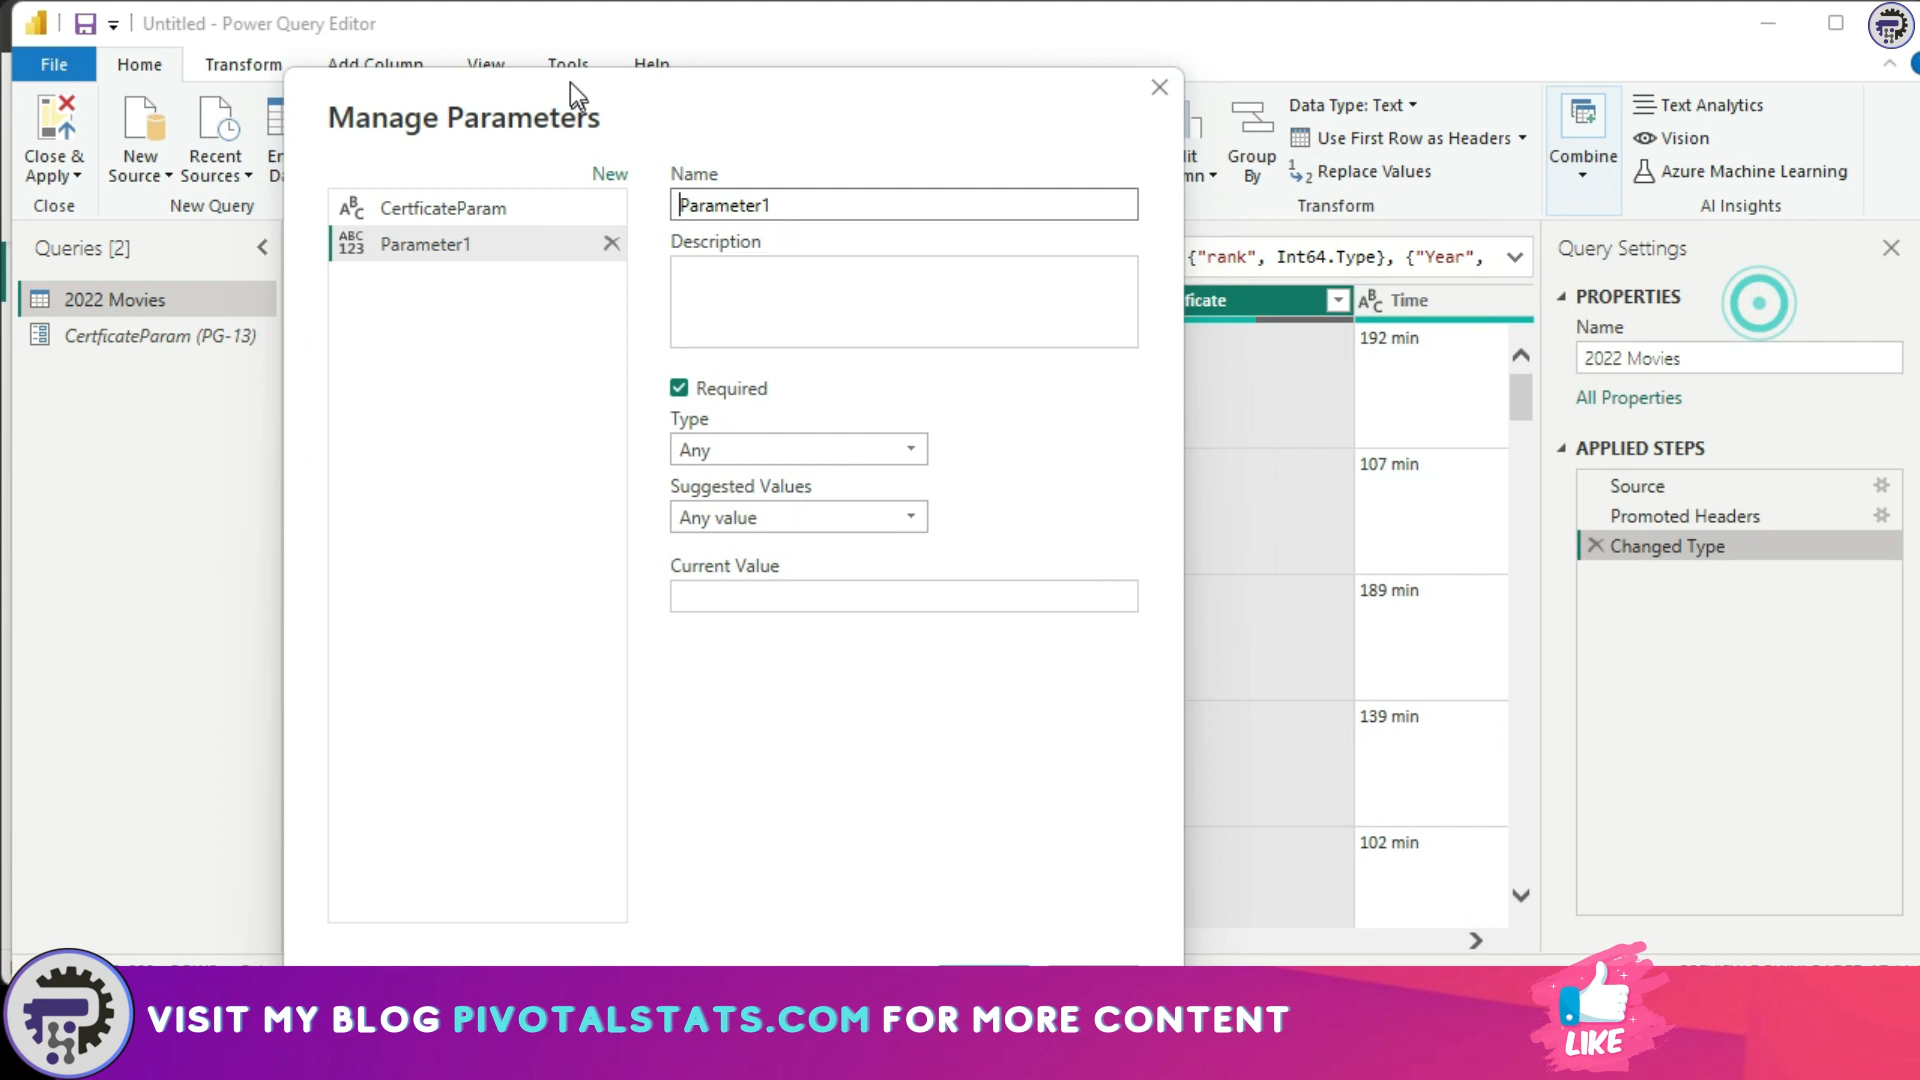 Untitled - Power Query Editor
File Home Transform Add Column View Tools Help
Close & Apply
Close
New Source
Recent Sources
New Query
Manage Parameters
New
CertficateParam
Parameter1
Name
Parameter1
Description
Required
Type
Any
Suggested Values
Any value
Current Value
Group By
Data Type: Text
Use First Row as Headers
Replace Values
Transform
Combine
Text Analytics
Vision
Azure Machine Learning
AI Insights
Queries [2]
2022 Movies
CertficateParam (PG-13)
{"rank", Int64.Type}, {"Year",
ficate
Time
192 min
107 min
189 min
139 min
102 min
Query Settings
PROPERTIES
Name
2022 Movies
All Properties
APPLIED STEPS
Source
Promoted Headers
Changed Type
VISIT MY BLOG PIVOTALSTATS.COM FOR MORE CONTENT
LIKE